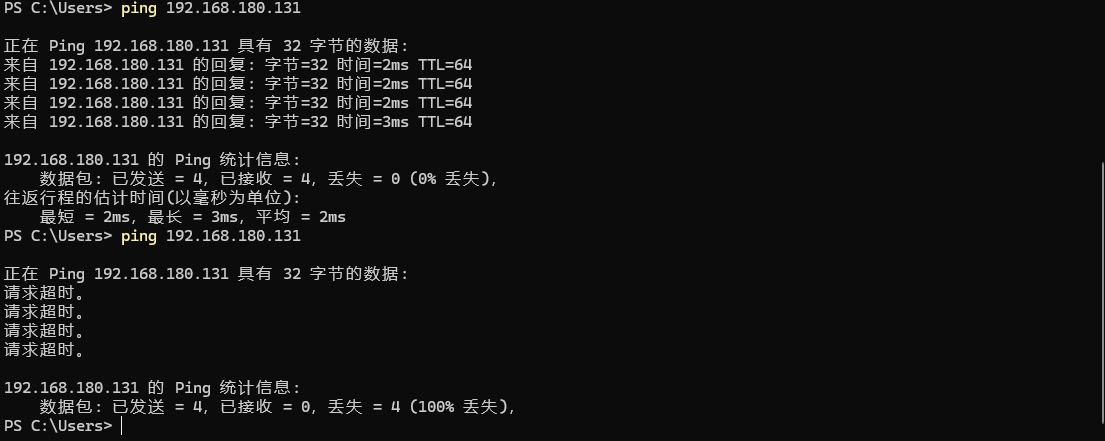 PS C:\Users> ping 192.168.180.131
正在 Ping 192.168.180.131 具有 32 字节的数据:
来自 192.168.180.131 的回复: 字节=32 时间=2ms TTL=64
来自 192.168.180.131 的回复: 字节=32 时间=2ms TTL=64
来自 192.168.180.131 的回复: 字节=32 时间=2ms TTL=64
来自 192.168.180.131 的回复: 字节=32 时间=3ms TTL=64
192.168.180.131 的 Ping 统计信息:
数据包: 已发送 = 4, 已接收 = 4, 丢失 = 0 (0% 丢失),
往返行程的估计时间(以毫秒为单位):
最短 = 2ms, 最长 = 3ms, 平均 = 2ms
PS C:\Users> ping 192.168.180.131
正在 Ping 192.168.180.131 具有 32 字节的数据:
请求超时。
请求超时。
请求超时。
请求超时。
192.168.180.131 的 Ping 统计信息:
数据包: 已发送 = 4, 已接收 = 0, 丢失 = 4 (100% 丢失),
PS C:\Users>